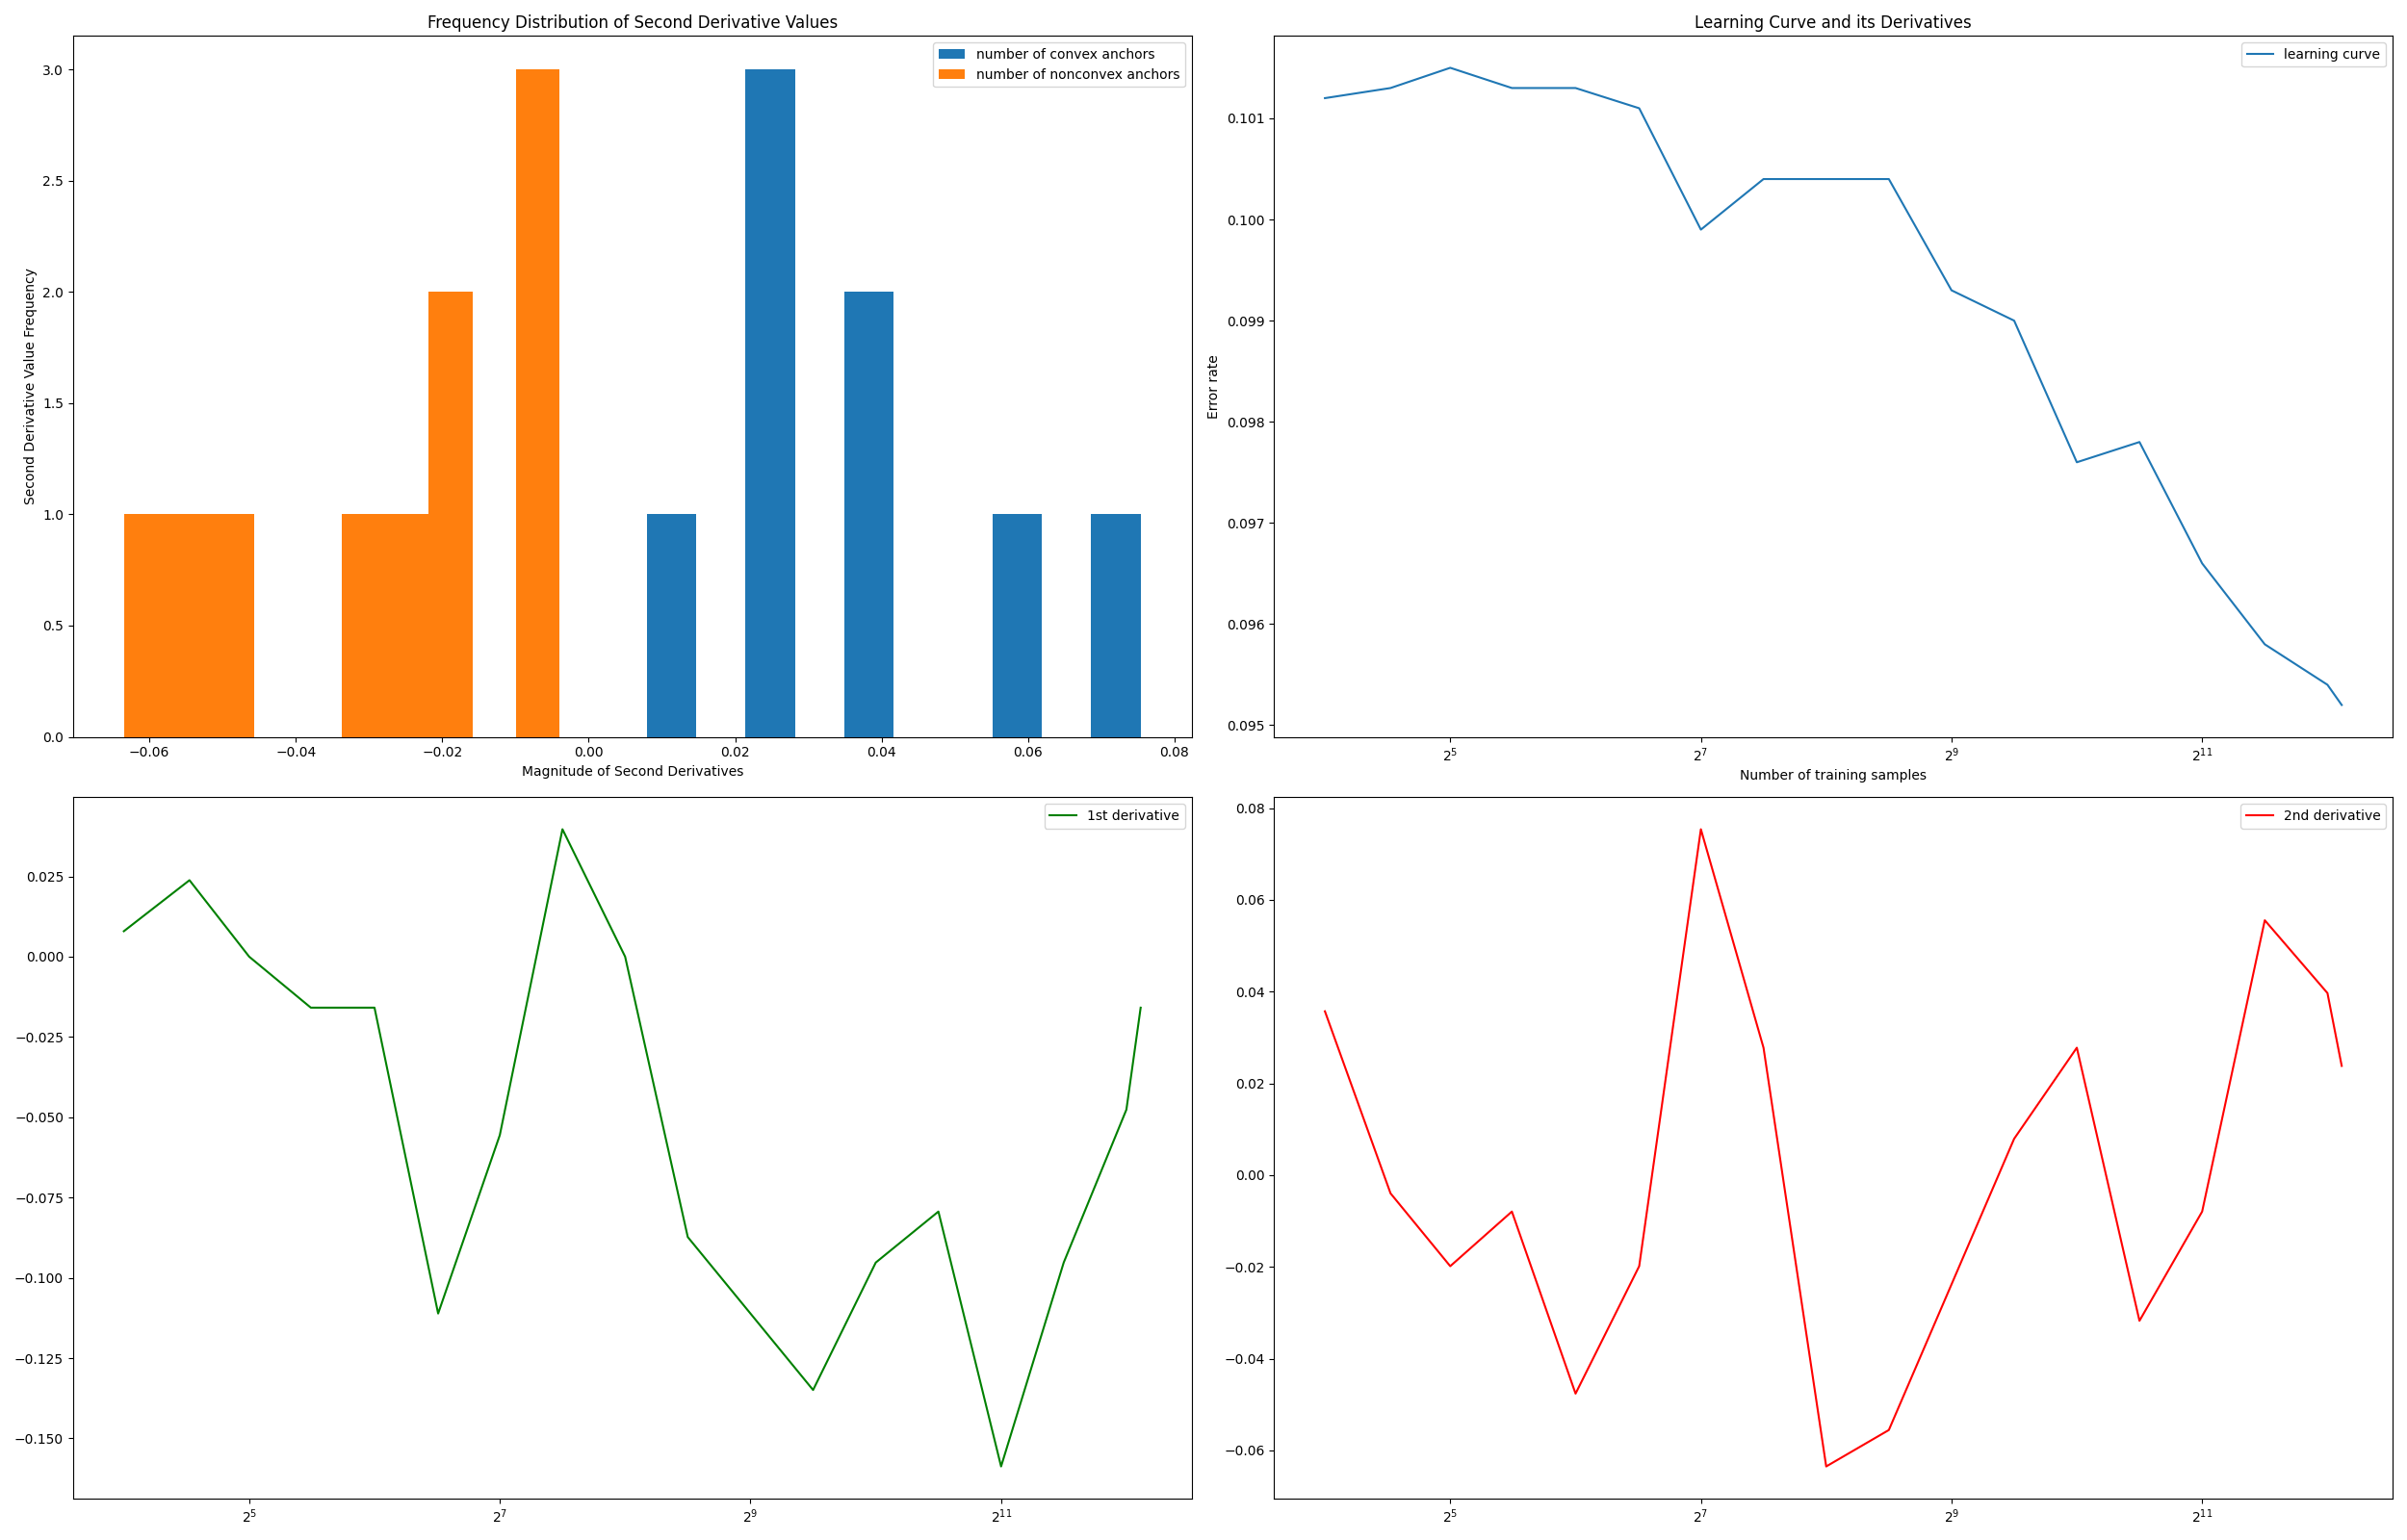 Frequency Distribution of Second Derivative Values
number of convex anchors
number of nonconvex anchors
Second Derivative Value Frequency
3.0
2.5
2.0
1.5
1.0
0.5
0.0
−0.06 −0.04 −0.02 0.00 0.02 0.04 0.06 0.08
Magnitude of Second Derivatives
Learning Curve and its Derivatives
learning curve
Error rate
0.101
0.100
0.099
0.098
0.097
0.096
0.095
2⁵ 2⁷ 2⁹ 2¹¹
Number of training samples
1st derivative
0.025
0.000
−0.025
−0.050
−0.075
−0.100
−0.125
−0.150
2⁵ 2⁷ 2⁹ 2¹¹
2nd derivative
0.08
0.06
0.04
0.02
0.00
−0.02
−0.04
−0.06
2⁵ 2⁷ 2⁹ 2¹¹